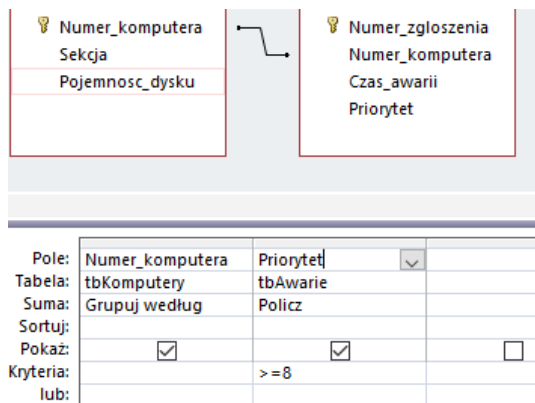 Numer_komputera
Sekcja
Pojemnosc_dysku
Numer_zgloszenia
Numer_komputera
Czas_awarii
Priorytet
Pole: Numer_komputera Priorytet
Tabela: tbKomputery tbAwarie
Suma: Grupuj według Policz
Sortuj:
Pokaż:
Kryteria: >=8
lub: